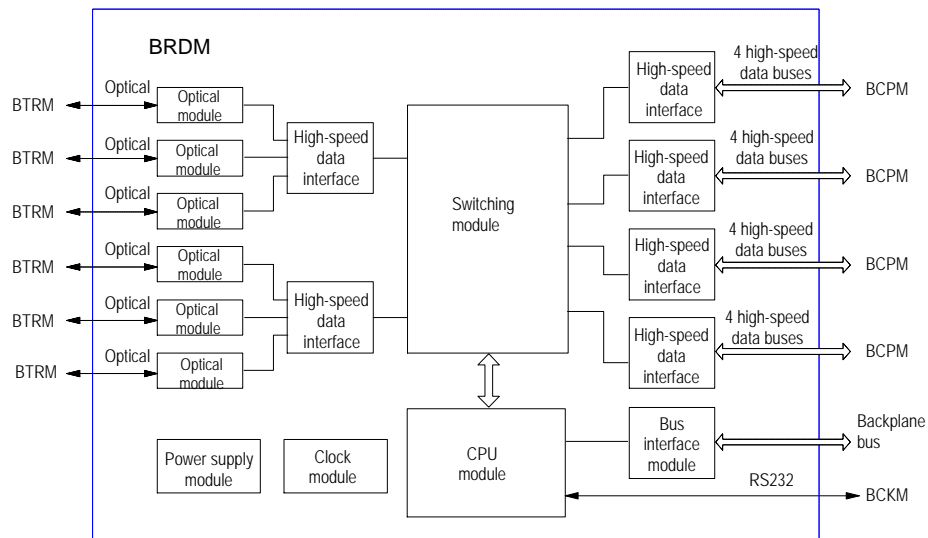 BRDM
BTRM
Optical
Optical
module
BTRM
Optical
Optical
module
BTRM
Optical
Optical
module
BTRM
Optical
Optical
module
BTRM
Optical
Optical
module
BTRM
Optical
Optical
module
High-speed
data
interface
High-speed
data
interface
Switching
module
High-speed
data
interface
4 high-speed
data buses
BCPM
High-speed
data
interface
4 high-speed
data buses
BCPM
High-speed
data
interface
4 high-speed
data buses
BCPM
High-speed
data
interface
4 high-speed
data buses
BCPM
Power supply
module
Clock
module
CPU
module
Bus
interface
module
Backplane
bus
RS232
BCKM